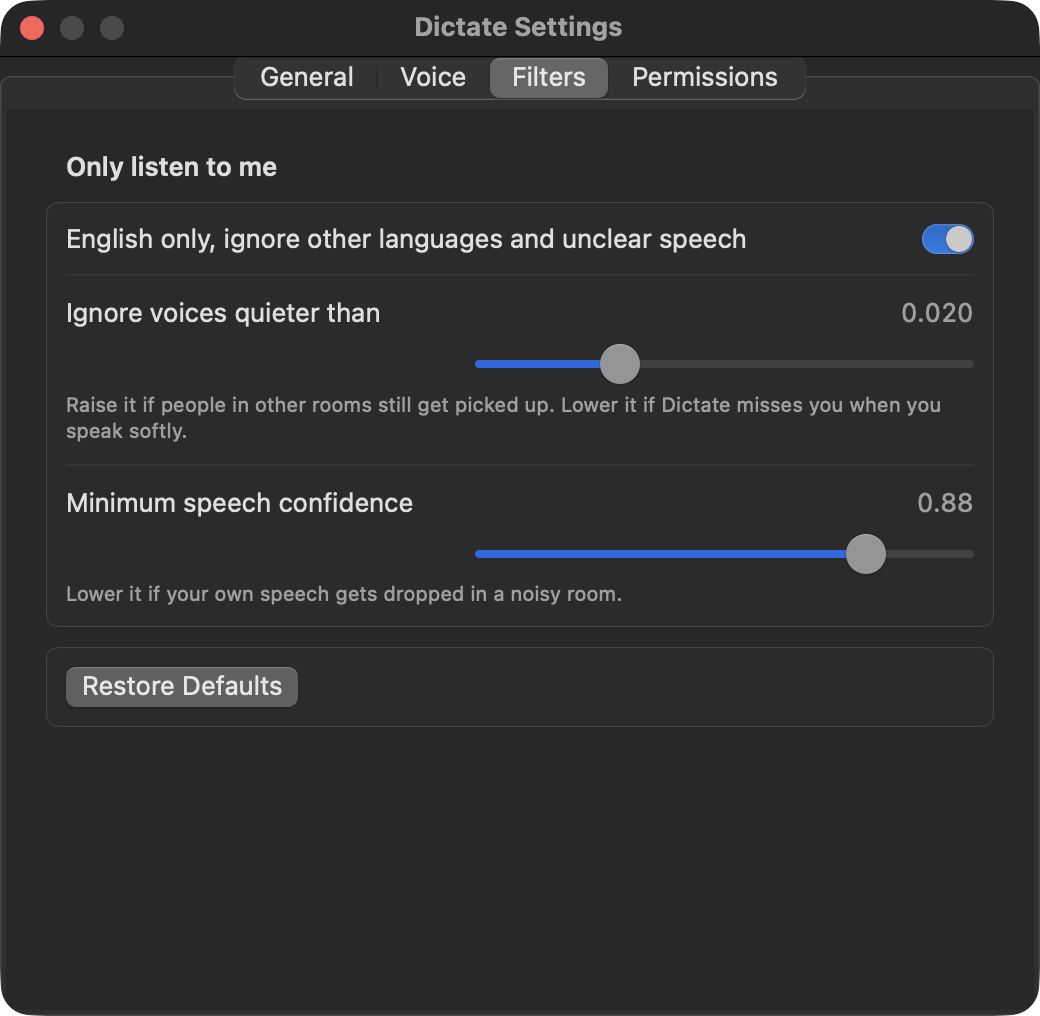 Dictate Settings
General Voice Filters Permissions
Only listen to me
English only, ignore other languages and unclear speech
Ignore voices quieter than 0.020
Raise it if people in other rooms still get picked up. Lower it if Dictate misses you when you
speak softly.
Minimum speech confidence 0.88
Lower it if your own speech gets dropped in a noisy room.
Restore Defaults